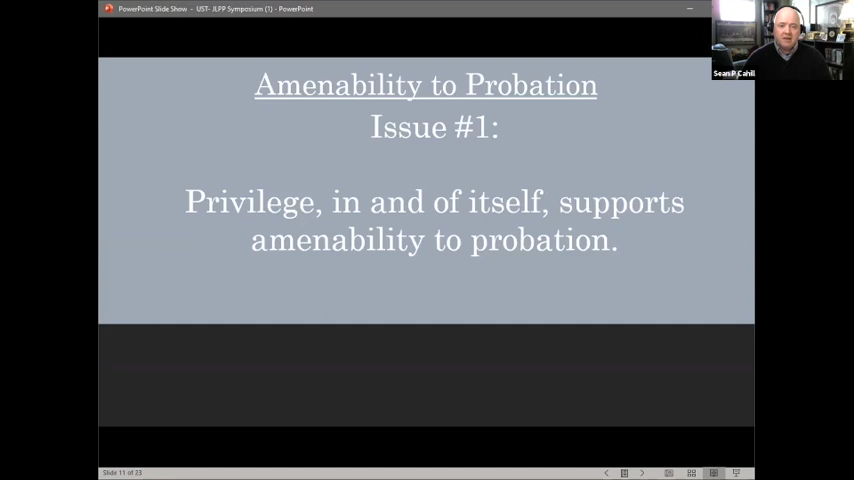 PowerPoint Slide Show - UST- JLPP Symposium (1) - PowerPoint
Sean P Cahill
Amenability to Probation
Issue #1:
Privilege, in and of itself, supports
amenability to probation.
Slide 11 of 23